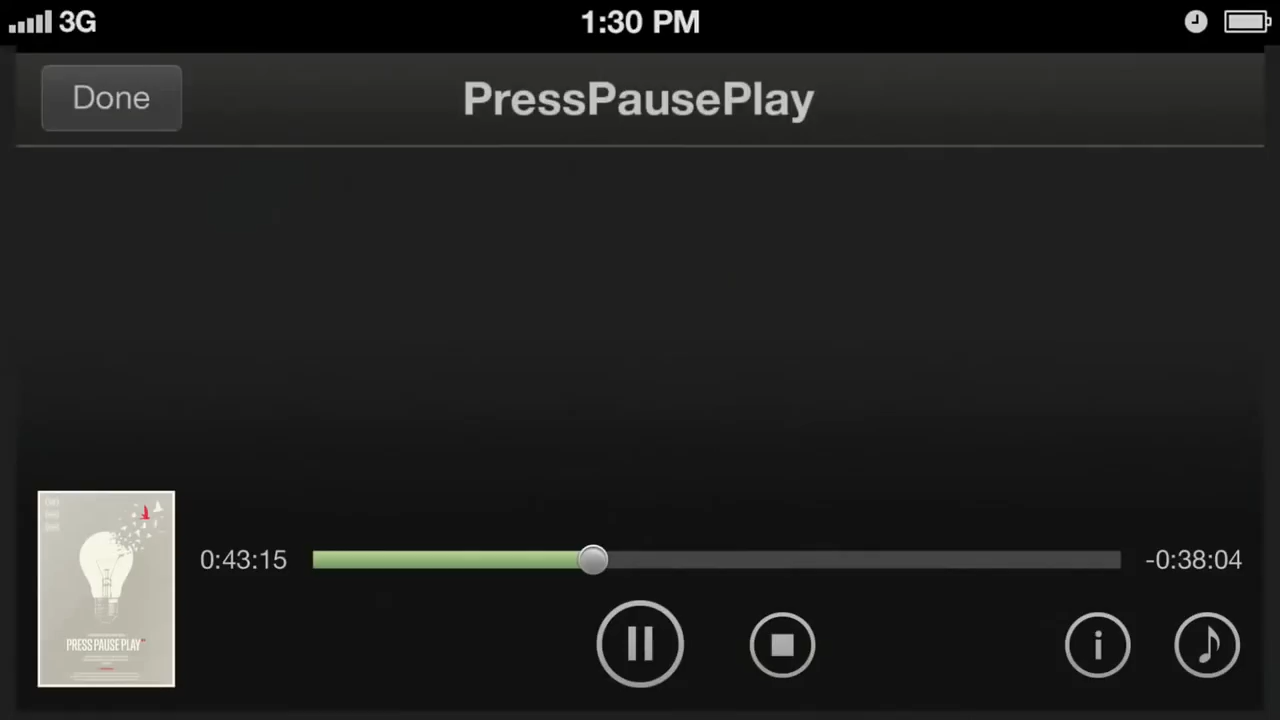 3G
1:30 PM
Done
PressPausePlay
0:43:15
-0:38:04
PRESS PAUSE PLAY